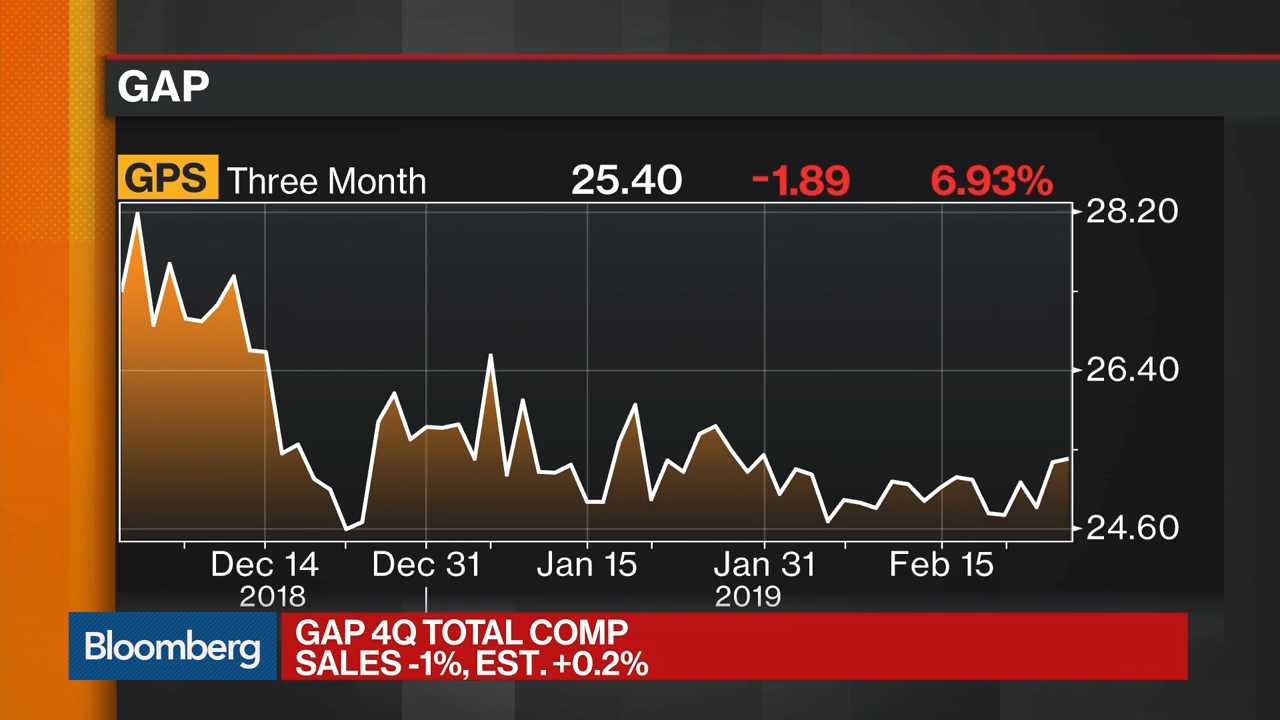 GAP
GPS Three Month 25.40 -1.89 6.93%
28.20
26.40
24.60
Dec 14 Dec 31 Jan 15 Jan 31 Feb 15
2018 2019
Bloomberg
GAP 4Q TOTAL COMP
SALES -1%, EST. +0.2%